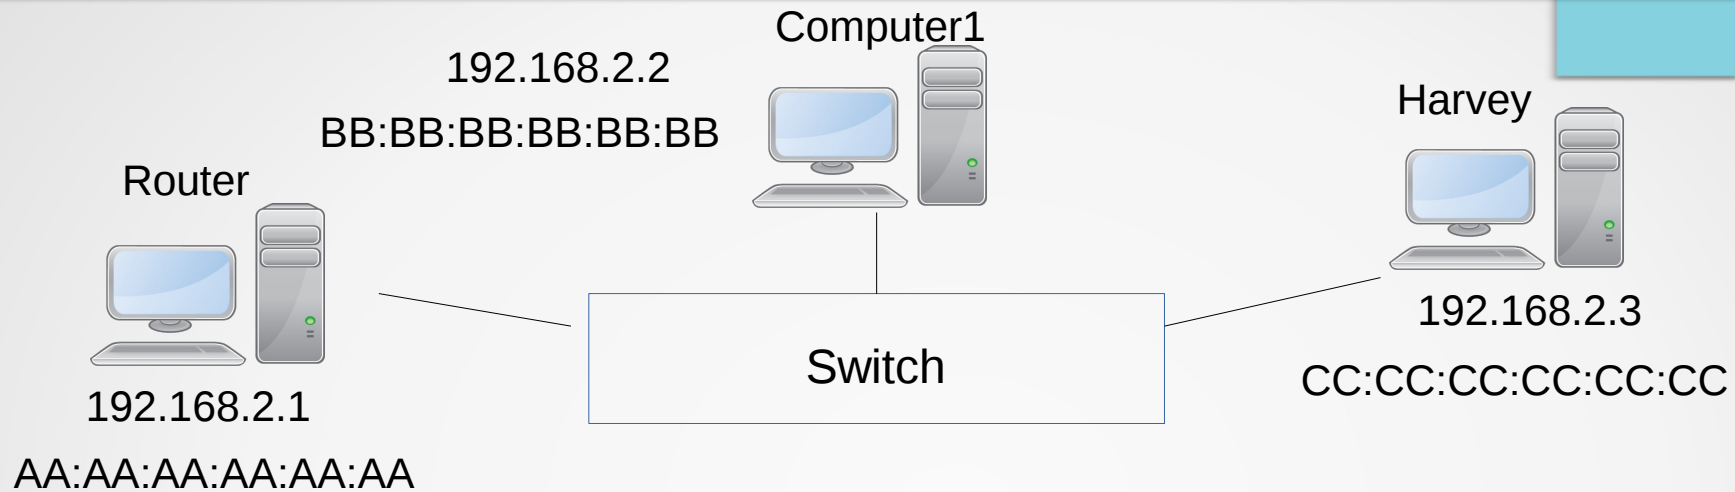 Computer1
192.168.2.2
BB:BB:BB:BB:BB:BB
Harvey
Router
192.168.2.3
CC:CC:CC:CC:CC:CC
Switch
192.168.2.1
AA:AA:AA:AA:AA:AA